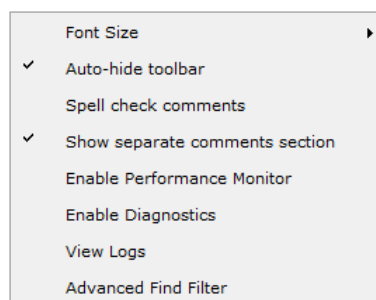 Font Size
Auto-hide toolbar
Spell check comments
Show separate comments section
Enable Performance Monitor
Enable Diagnostics
View Logs
Advanced Find Filter